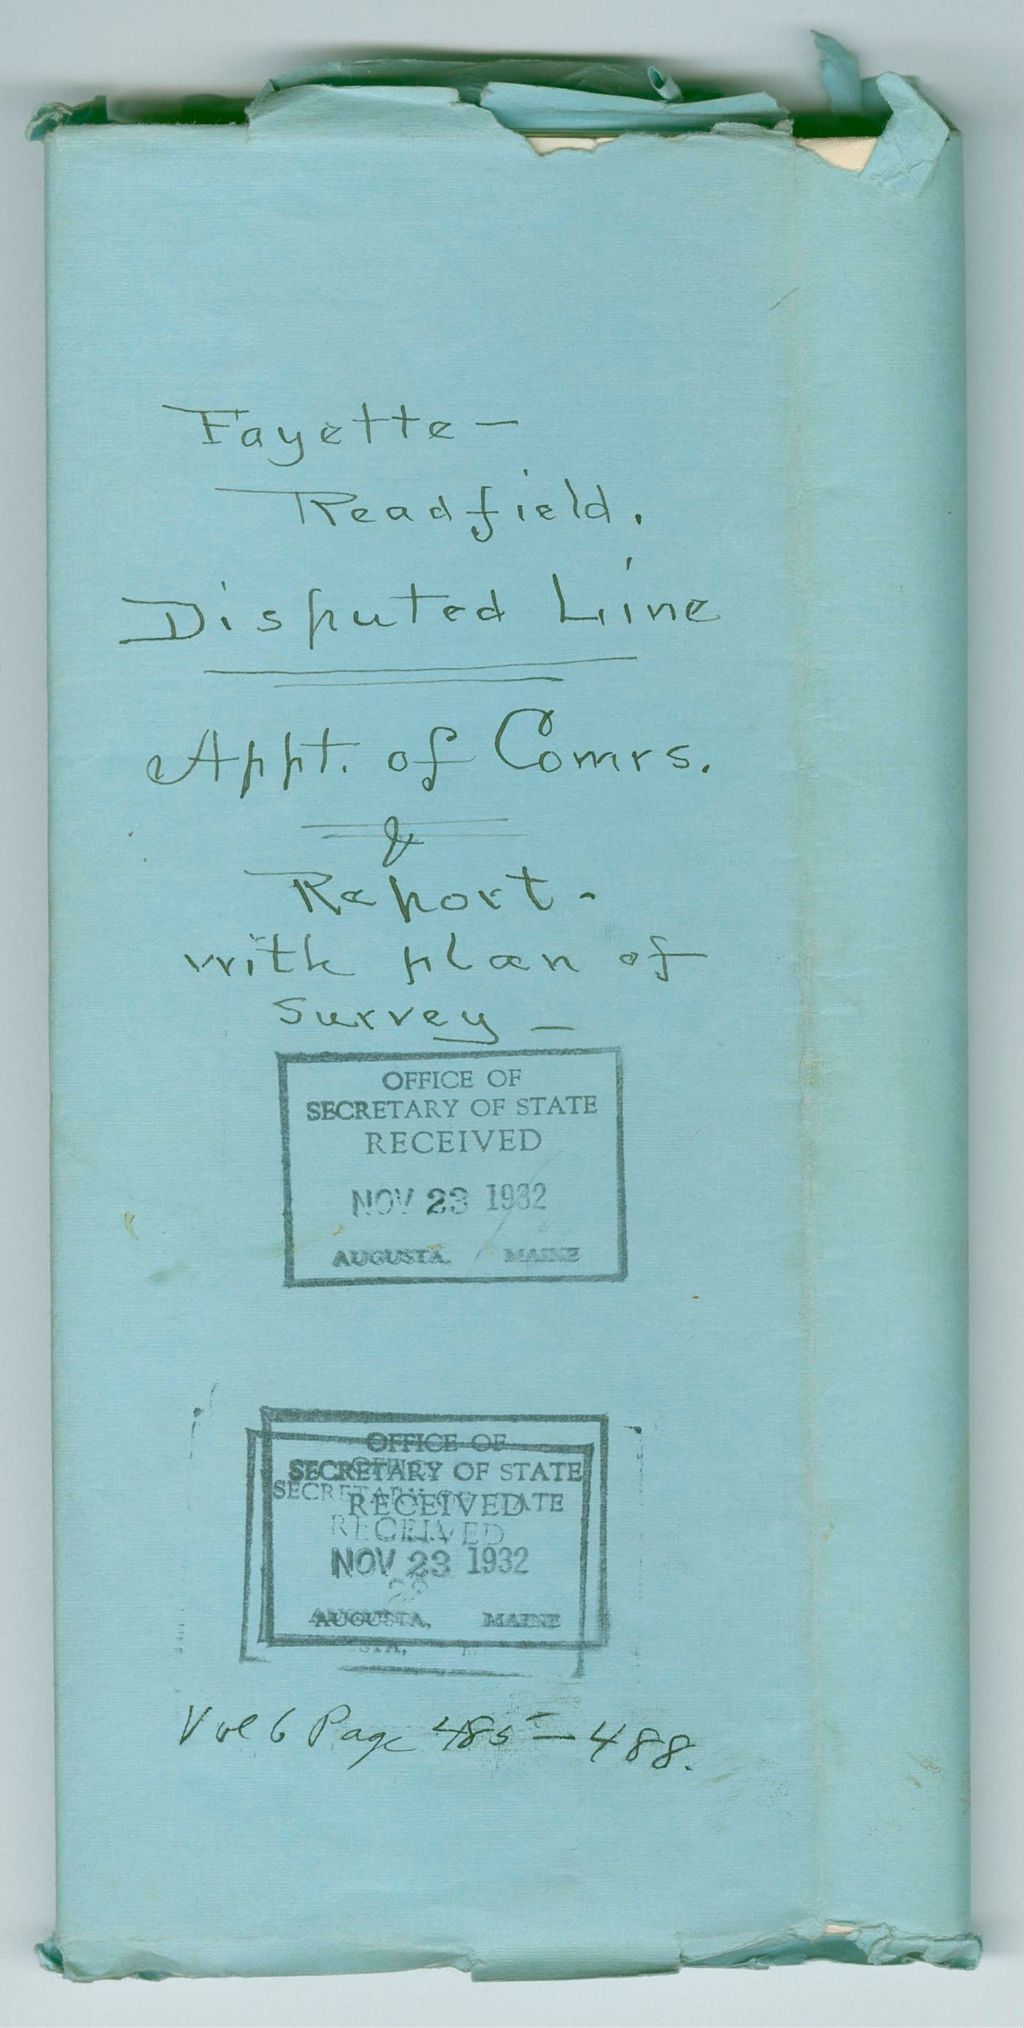 Fayette —
Readfield.
Disputed Line
Appt. of Comrs.
&
Report -
with plan of
Survey —
OFFICE OF
SECRETARY OF STATE
RECEIVED
NOV 23 1932
AUGUSTA, MAINE
OFFICE OF
SECRETARY OF STATE
RECEIVED
NOV 23 1932
AUGUSTA, MAINE
Vol 6 Page 485 — 488.